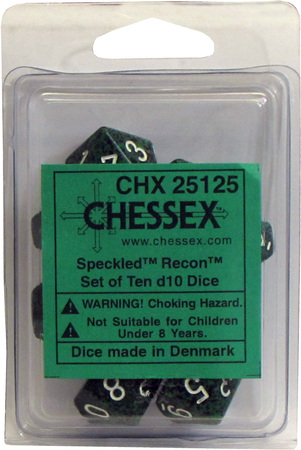 CHX 25125
CHESSEX
www.chessex.com
Speckled™ Recon™
Set of Ten d10 Dice
WARNING! Choking Hazard.
Not Suitable for Children
Under 8 Years.
Dice made in Denmark